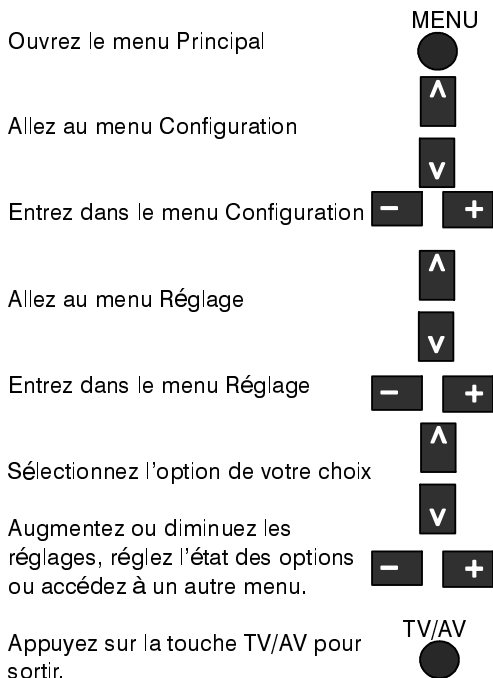 MENU
Ouvrez le menu Principal
^
Allez au menu Configuration
v
Entrez dans le menu Configuration - +
^
Allez au menu Réglage
v
Entrez dans le menu Réglage - +
^
Sélectionnez l'option de votre choix
v
Augmentez ou diminuez les
réglages, réglez l'état des options - +
ou accédez à un autre menu.
TV/AV
Appuyez sur la touche TV/AV pour
sortir.